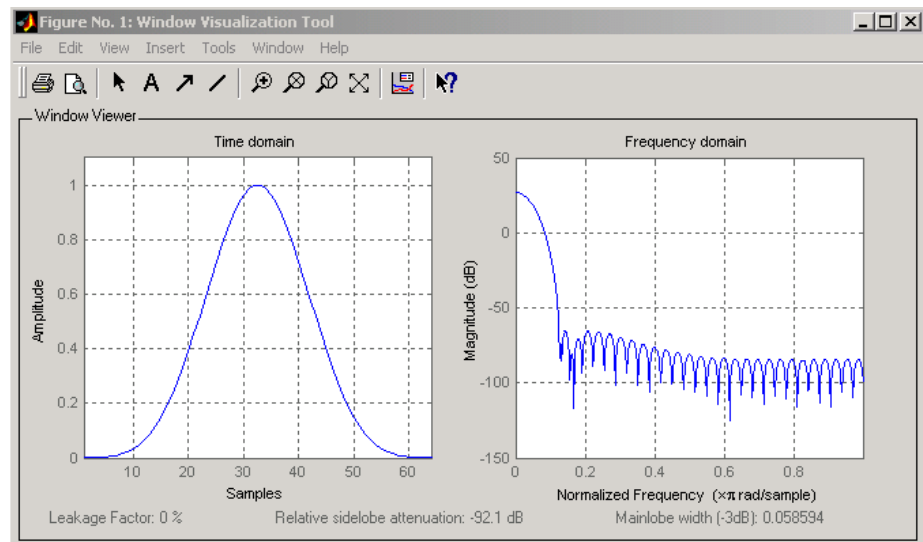 Figure No. 1: Window Visualization Tool
File Edit View Insert Tools Window Help
A
?
Window Viewer
Time domain
1
0.8
0.6
0.4
0.2
0
10 20 30 40 50 60
Amplitude
Samples
Frequency domain
50
0
-50
-100
-150
0 0.2 0.4 0.6 0.8
Magnitude (dB)
Normalized Frequency (×π rad/sample)
Leakage Factor: 0 % Relative sidelobe attenuation: -92.1 dB Mainlobe width (-3dB): 0.058594